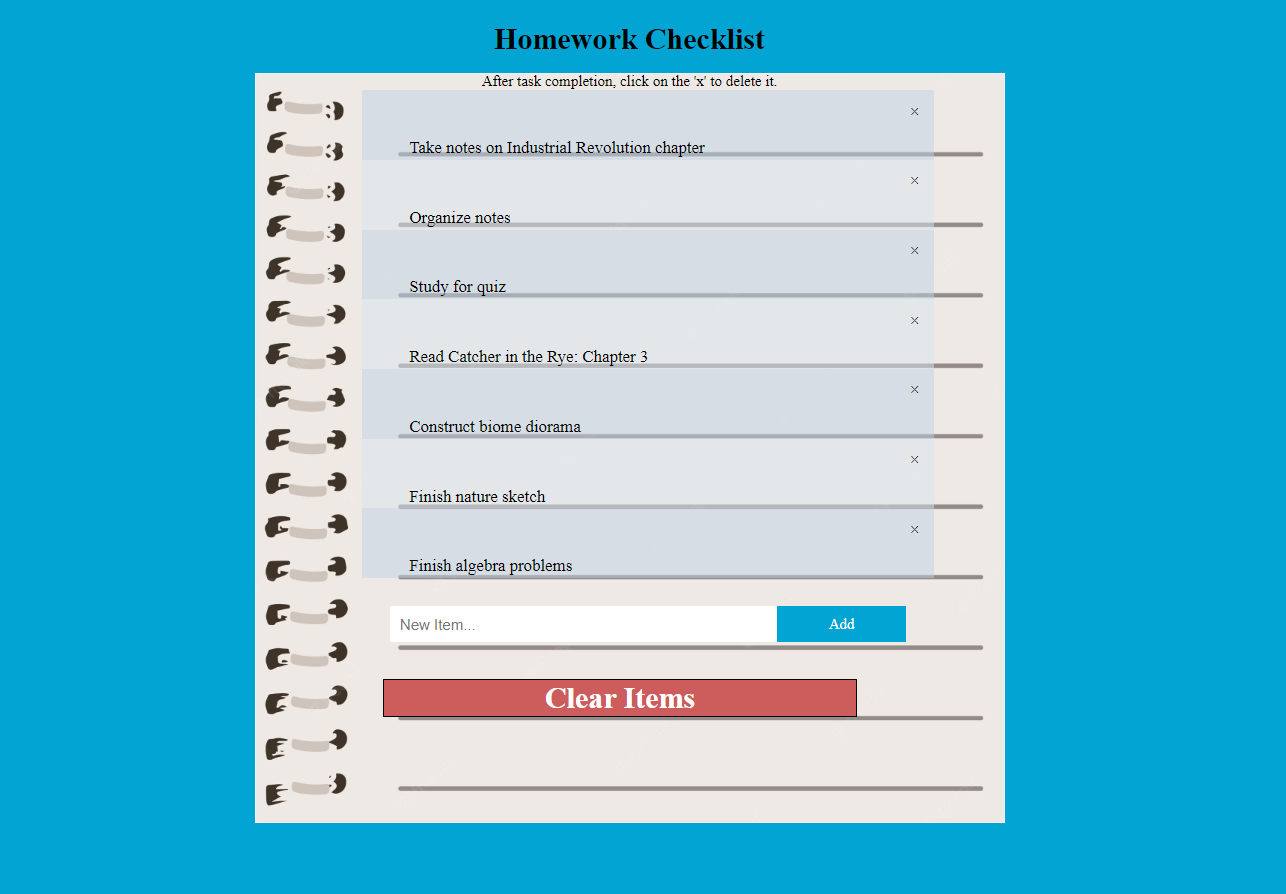 Homework Checklist
After task completion, click on the 'x' to delete it.
×
Take notes on Industrial Revolution chapter
×
Organize notes
×
Study for quiz
×
Read Catcher in the Rye: Chapter 3
×
Construct biome diorama
×
Finish nature sketch
×
Finish algebra problems
New Item... Add
Clear Items